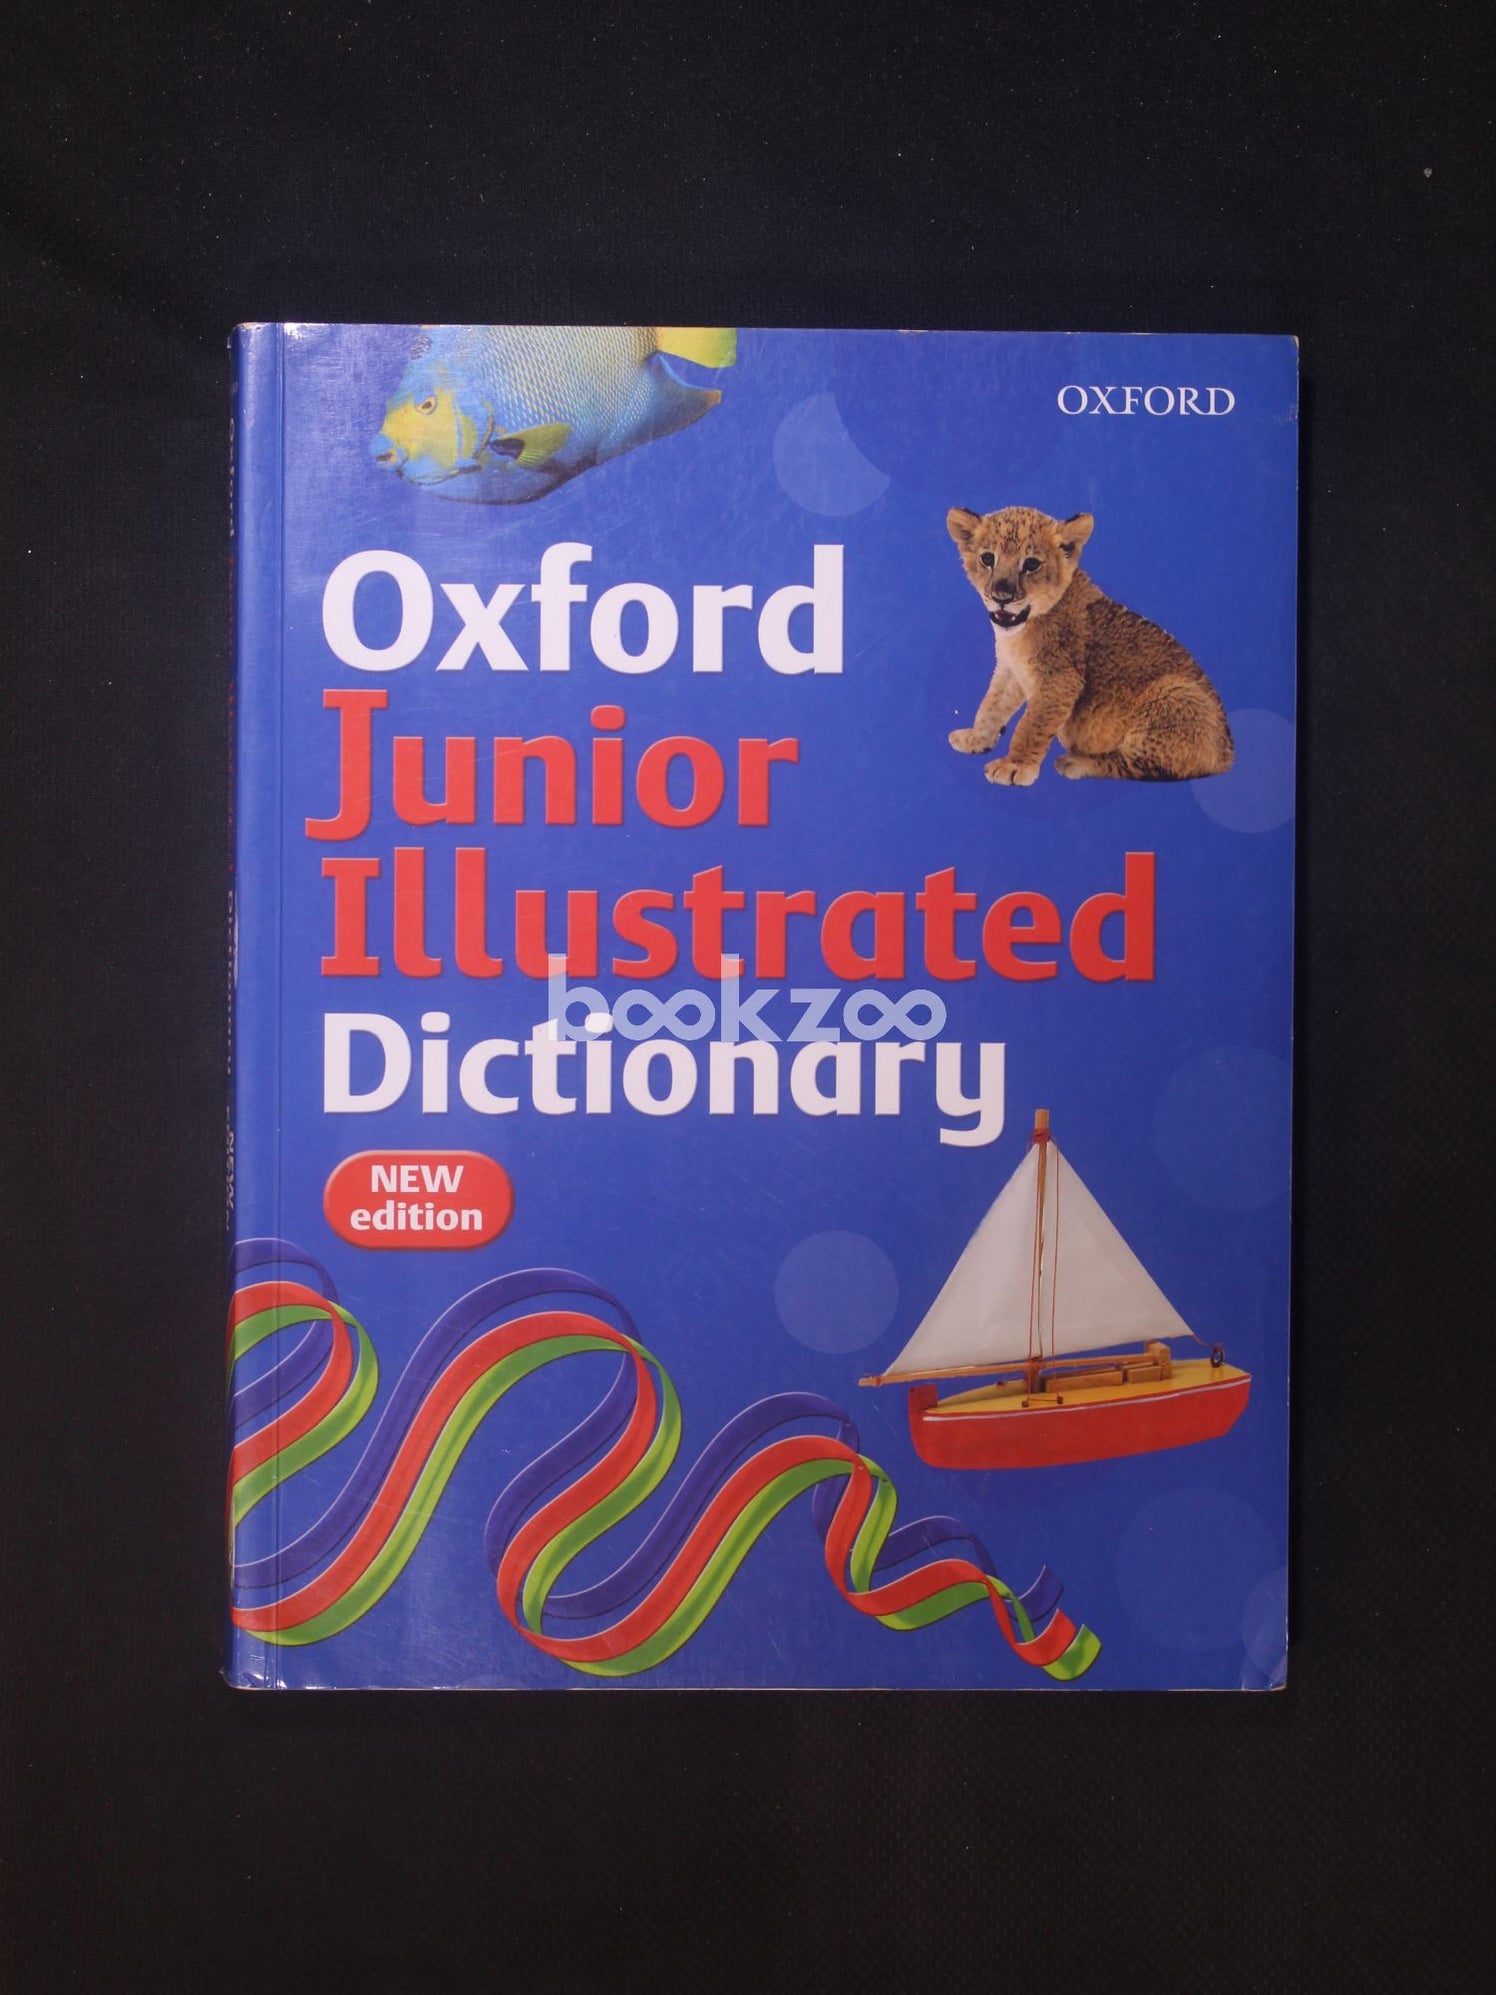 OXFORD
Oxford
Junior
Illustrated
Dictionary
bookzoo
NEW
edition